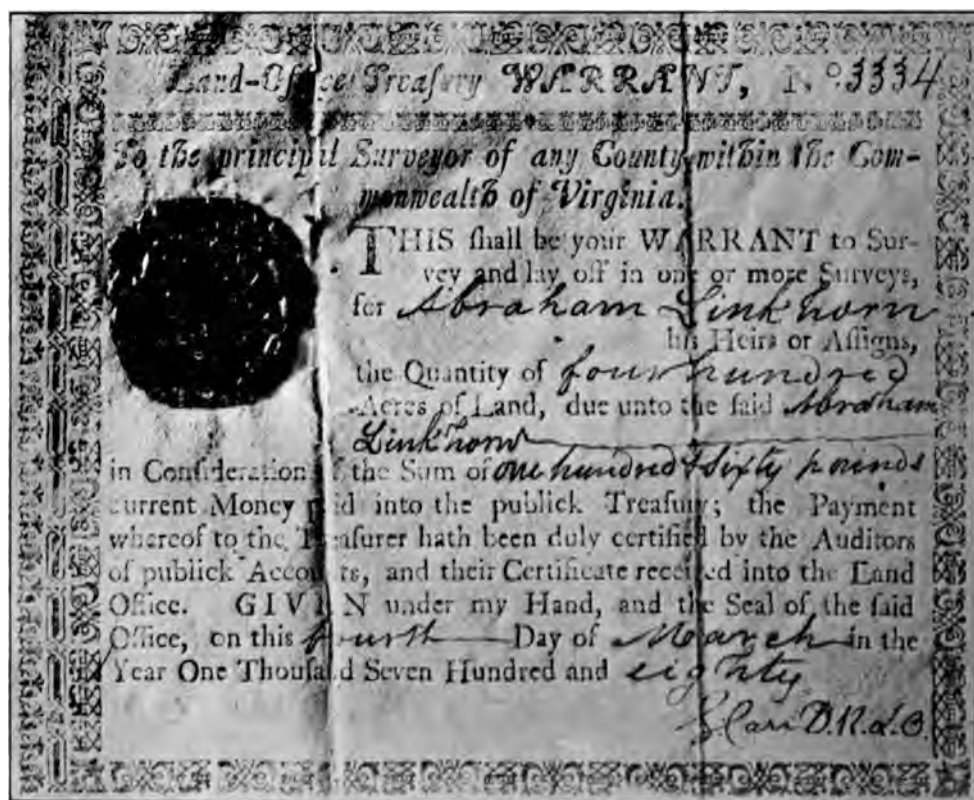 Land-Office Treaſury WARRANT, No. 3334
To the principal Surveyor of any County within the Com-
monwealth of Virginia.
THIS ſhall be your WARRANT to Sur-
vey and lay off in one or more Surveys,
for Abraham Linkhorn
his Heirs or Aſſigns,
the Quantity of four hundred
Acres of Land, due unto the ſaid Abraham
Linkhorn
in Conſideration of the Sum of one hundred & sixty pounds
current Money paid into the publick Treaſury; the Payment
whereof to the Treaſurer hath been duly certified by the Auditors
of publick Accounts, and their Certificate received into the Land
Office. GIVEN under my Hand, and the Seal of the ſaid
Office, on this fourth Day of March in the
Year One Thouſand Seven Hundred and eighty
Carr D.R.L.O.